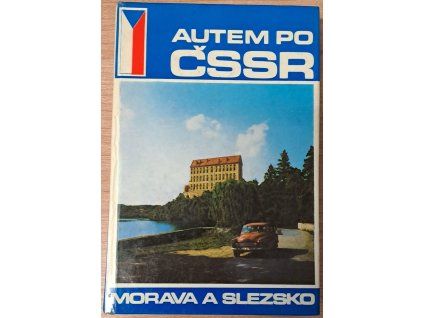 AUTEM PO
ČSSR
MORAVA A SLEZSKO